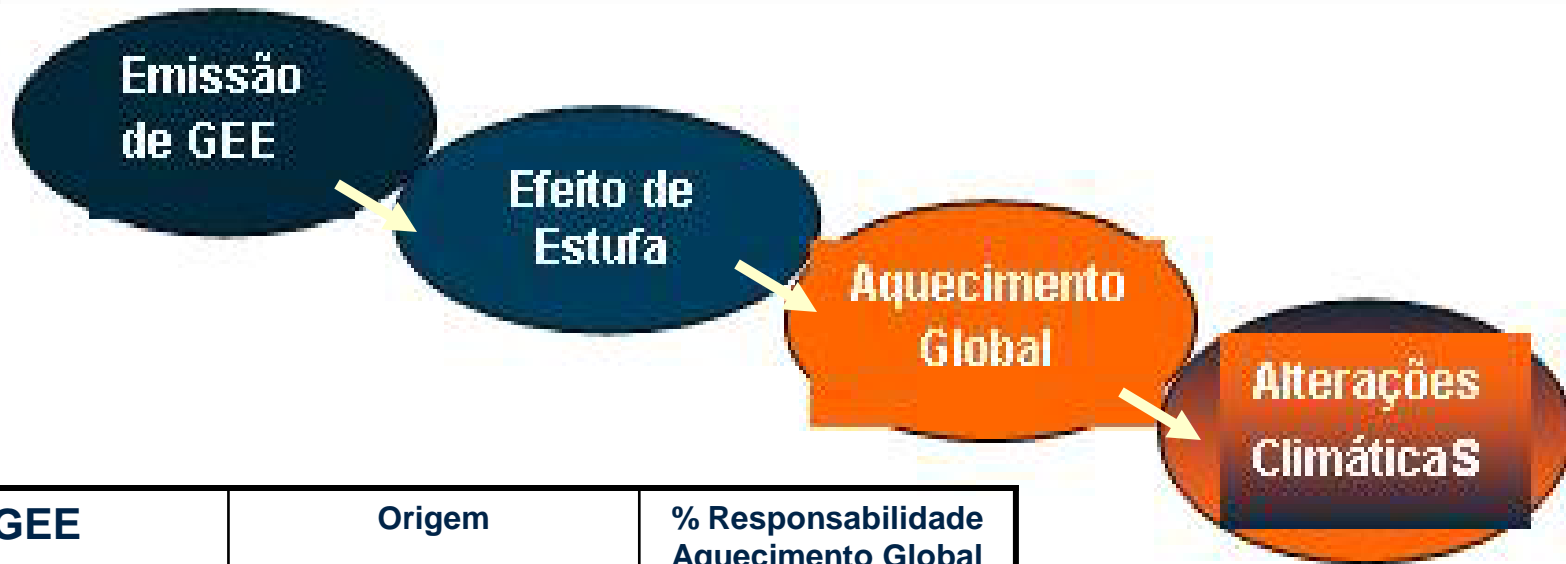 Emissão
de GEE
Efeito de
Estufa
Aquecimento
Global
Alterações
ClimáticaS
GEE
Origem
% Responsabilidade
Aquecimento Global